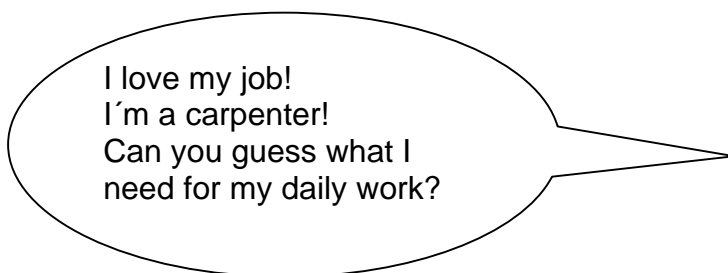 I love my job!
I´m a carpenter!
Can you guess what I
need for my daily work?